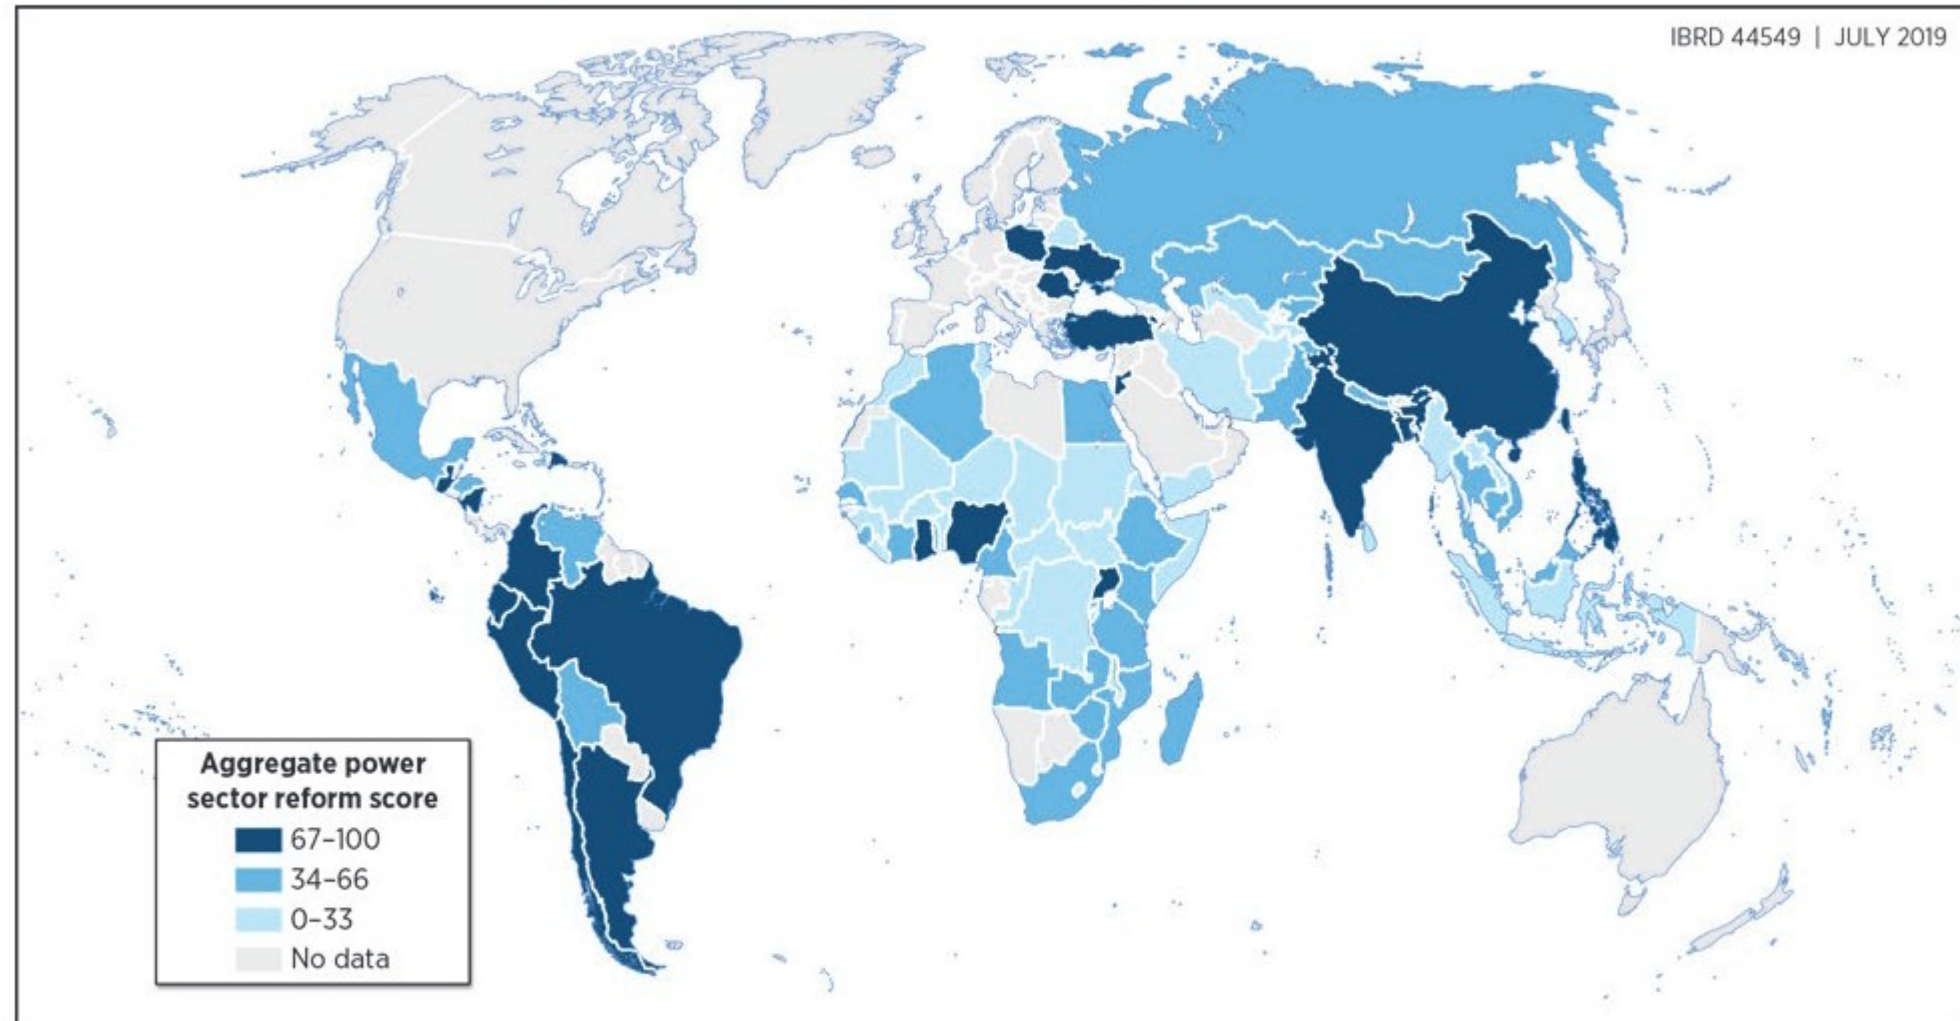 IBRD 44549 | JULY 2019
Aggregate power
sector reform score
67–100
34–66
0–33
No data